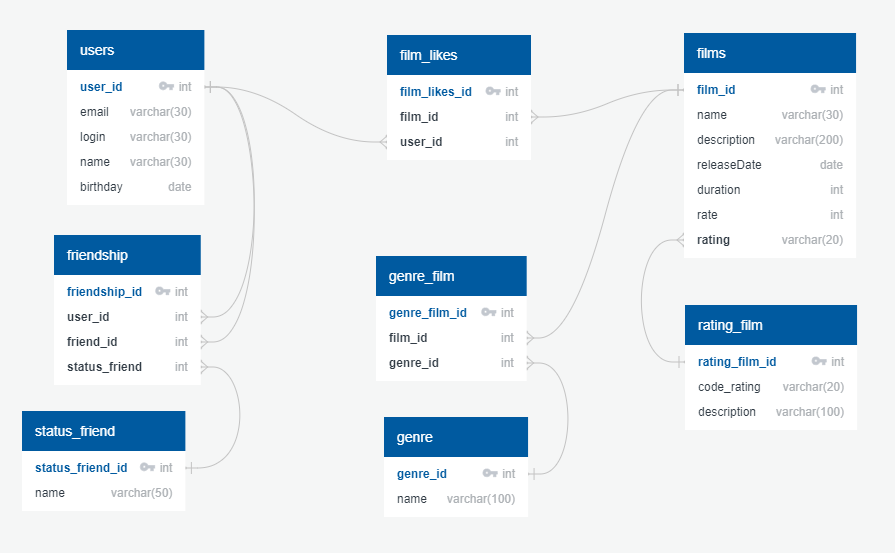 users
user_id int
email varchar(30)
login varchar(30)
name varchar(30)
birthday date
friendship
friendship_id int
user_id int
friend_id int
status_friend int
status_friend
status_friend_id int
name varchar(50)
film_likes
film_likes_id int
film_id int
user_id int
genre_film
genre_film_id int
film_id int
genre_id int
genre
genre_id int
name varchar(100)
films
film_id int
name varchar(30)
description varchar(200)
releaseDate date
duration int
rate int
rating varchar(20)
rating_film
rating_film_id int
code_rating varchar(20)
description varchar(100)